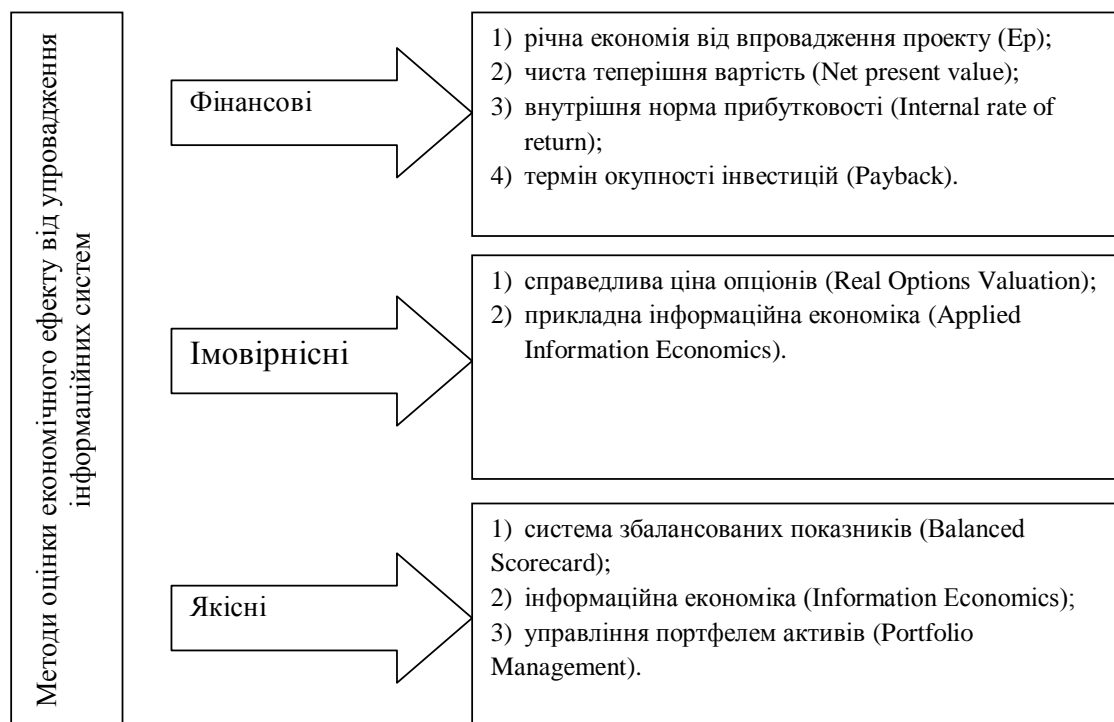 Методи оцінки економічного ефекту від упровадження
інформаційних систем
Фінансові
1) річна економія від впровадження проекту (Ер);
2) чиста теперішня вартість (Net present value);
3) внутрішня норма прибутковості (Internal rate of
return);
4) термін окупності інвестицій (Payback).
Імовірнісні
1) справедлива ціна опціонів (Real Options Valuation);
2) прикладна інформаційна економіка (Applied
Information Economics).
Якісні
1) система збалансованих показників (Balanced
Scorecard);
2) інформаційна економіка (Information Economics);
3) управління портфелем активів (Portfolio
Management).